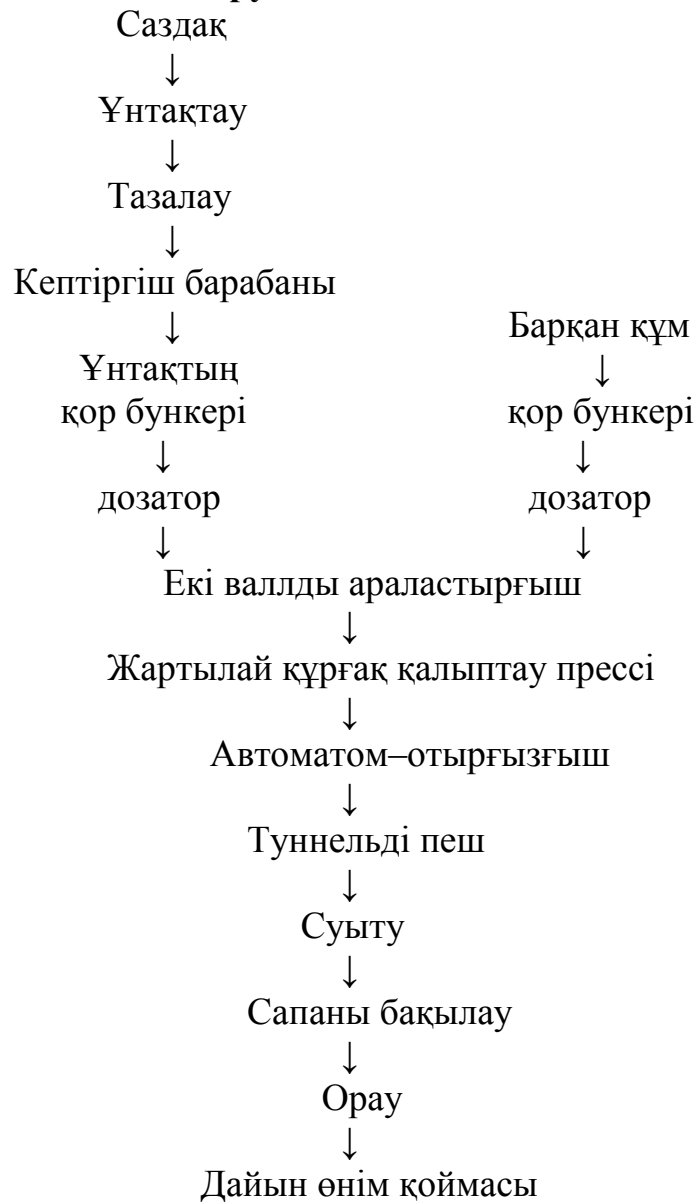 Саздақ
↓
Ұнтақтау
↓
Тазалау
↓
Кептіргіш барабаны
↓
Ұнтақтың
қор бункері
↓
дозатор
↓
Барқан құм
↓
қор бункері
↓
дозатор
↓
Екі валлды араластырғыш
↓
Жартылай құрғақ қалыптау прессі
↓
Автоматом–отырғызғыш
↓
Туннельді пеш
↓
Суыту
↓
Сапаны бақылау
↓
Орау
↓
Дайын өнім қоймасы